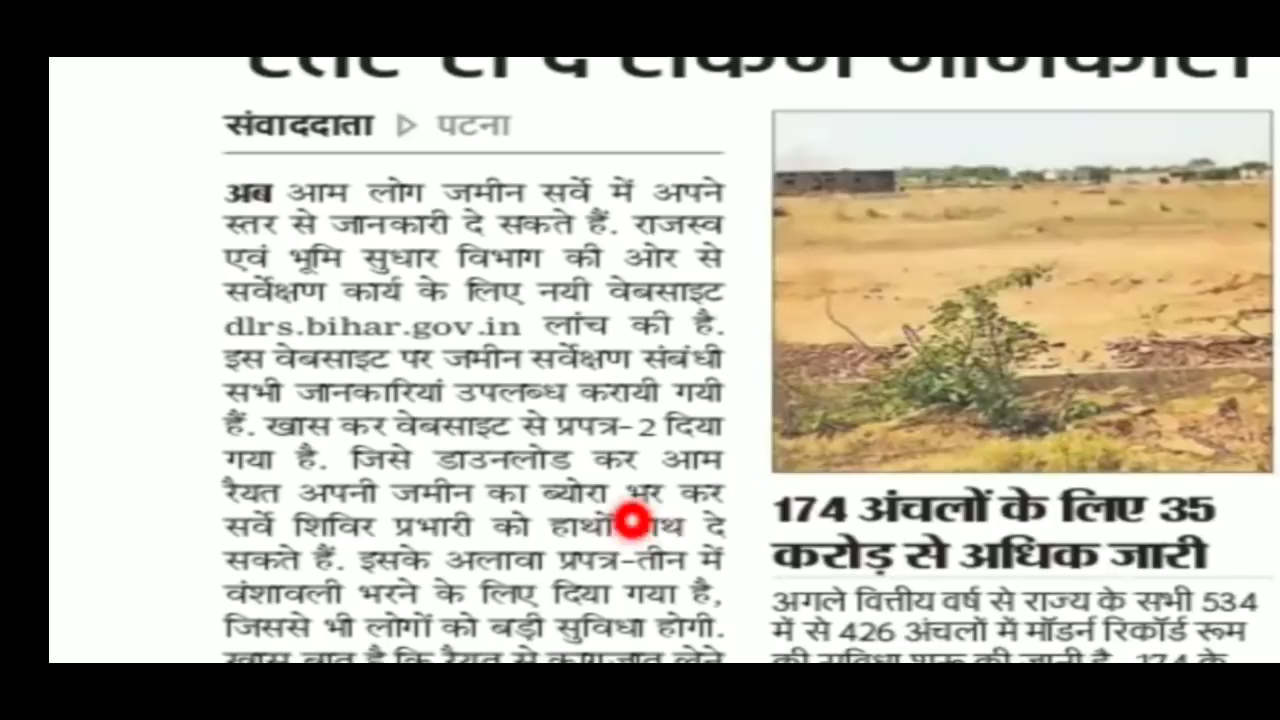 संवाददाता ▷ पटना
अब आम लोग जमीन सर्वे में अपने
स्तर से जानकारी दे सकते हैं. राजस्व
एवं भूमि सुधार विभाग की ओर से
सर्वेक्षण कार्य के लिए नयी वेबसाइट
dlrs.bihar.gov.in लांच की है.
इस वेबसाइट पर जमीन सर्वेक्षण संबंधी
सभी जानकारियां उपलब्ध करायी गयी
हैं. खास कर वेबसाइट से प्रपत्र-2 दिया
गया है. जिसे डाउनलोड कर आम
रैयत अपनी जमीन का ब्योरा भर कर
सर्वे शिविर प्रभारी को हाथों दे
सकते हैं. इसके अलावा प्रपत्र-तीन में
वंशावली भरने के लिए दिया गया है,
जिससे भी लोगों को बड़ी सुविधा होगी.
174 अंचलों के लिए 35
करोड़ से अधिक जारी
अगले वित्तीय वर्ष से राज्य के सभी 534
में से 426 अंचलों में मॉडर्न रिकॉर्ड रूम